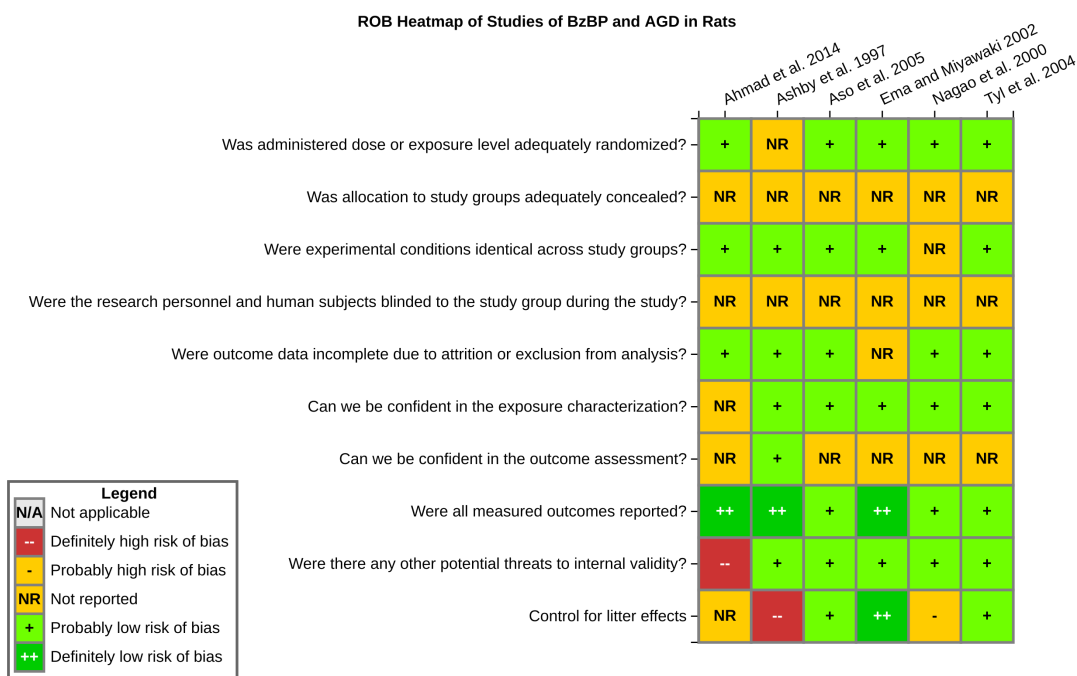 ROB Heatmap of Studies of BzBP and AGD in Rats
Ahmad et al. 2014
Ashby et al. 1997
Aso et al. 2005
Ema and Miyawaki 2002
Nagao et al. 2000
Tyl et al. 2004
Was administered dose or exposure level adequately randomized? + NR + + + +
Was allocation to study groups adequately concealed? NR NR NR NR NR NR
Were experimental conditions identical across study groups? + + + + NR +
Were the research personnel and human subjects blinded to the study group during the study? NR NR NR NR NR NR
Were outcome data incomplete due to attrition or exclusion from analysis? + + + NR + +
Can we be confident in the exposure characterization? NR + + + + +
Can we be confident in the outcome assessment? NR + NR NR NR NR
Were all measured outcomes reported? ++ ++ + ++ + +
Were there any other potential threats to internal validity? -- + + + + +
Control for litter effects NR -- + ++ - +
Legend
N/A Not applicable
-- Definitely high risk of bias
- Probably high risk of bias
NR Not reported
+ Probably low risk of bias
++ Definitely low risk of bias